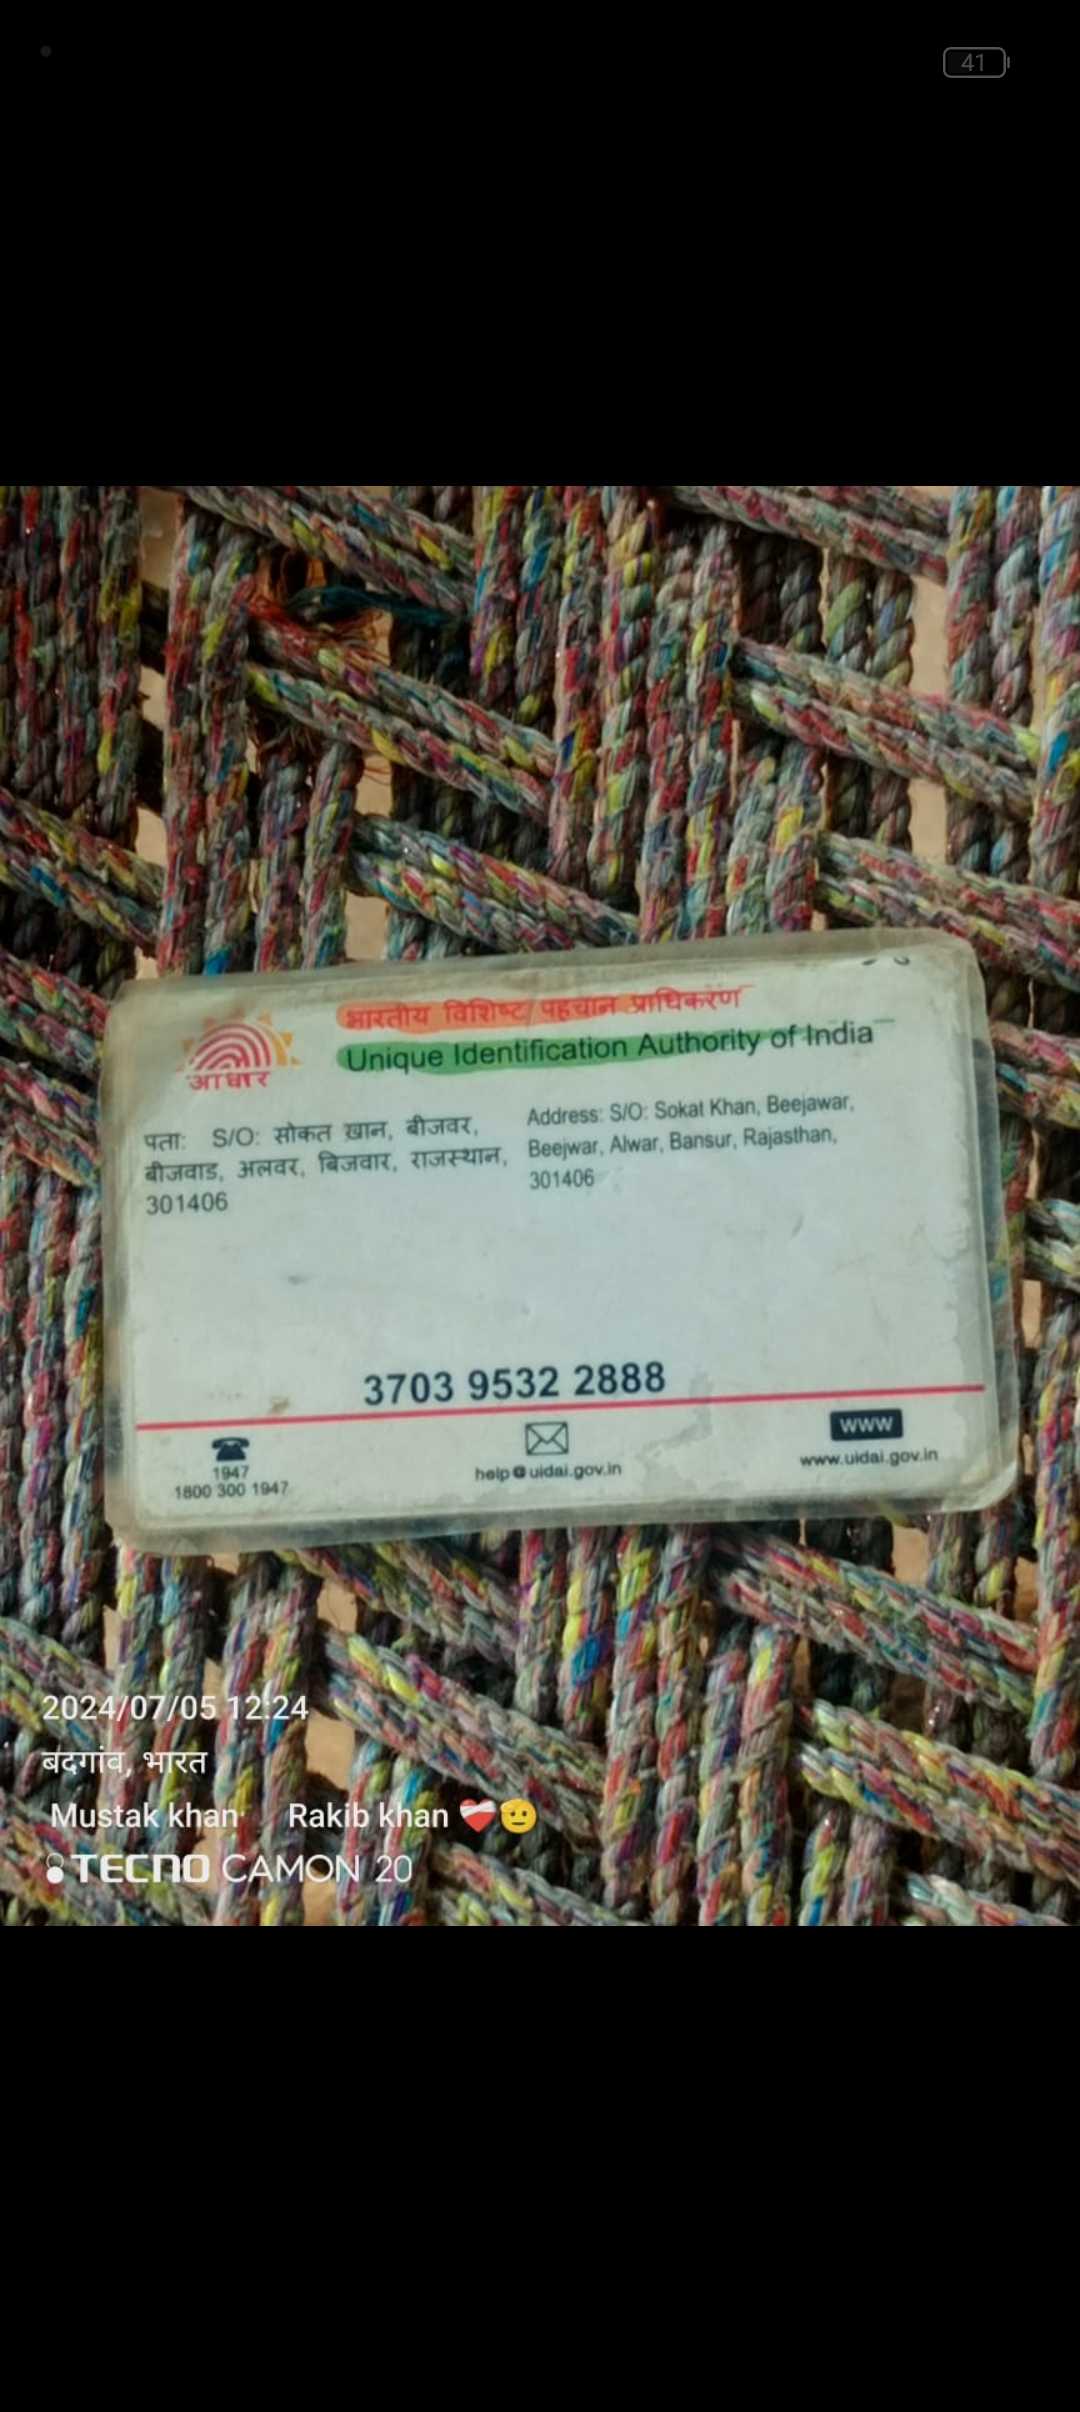 41
भारतीय विशिष्ट पहचान प्राधिकरण
Unique Identification Authority of India
आधार
पता: S/O: सोकत खान, बीजवर,
बीजवाड, अलवर, बिजवार, राजस्थान,
301406
Address: S/O: Sokat Khan, Beejawar,
Beejwar, Alwar, Bansur, Rajasthan,
301406
3703 9532 2888
1947
1800 300 1947
help@uidai.gov.in
www
www.uidai.gov.in
2024/07/05 12:24
बदगांव, भारत
Mustak khan Rakib khan ❤️‍🩹🫡
TECNO CAMON 20